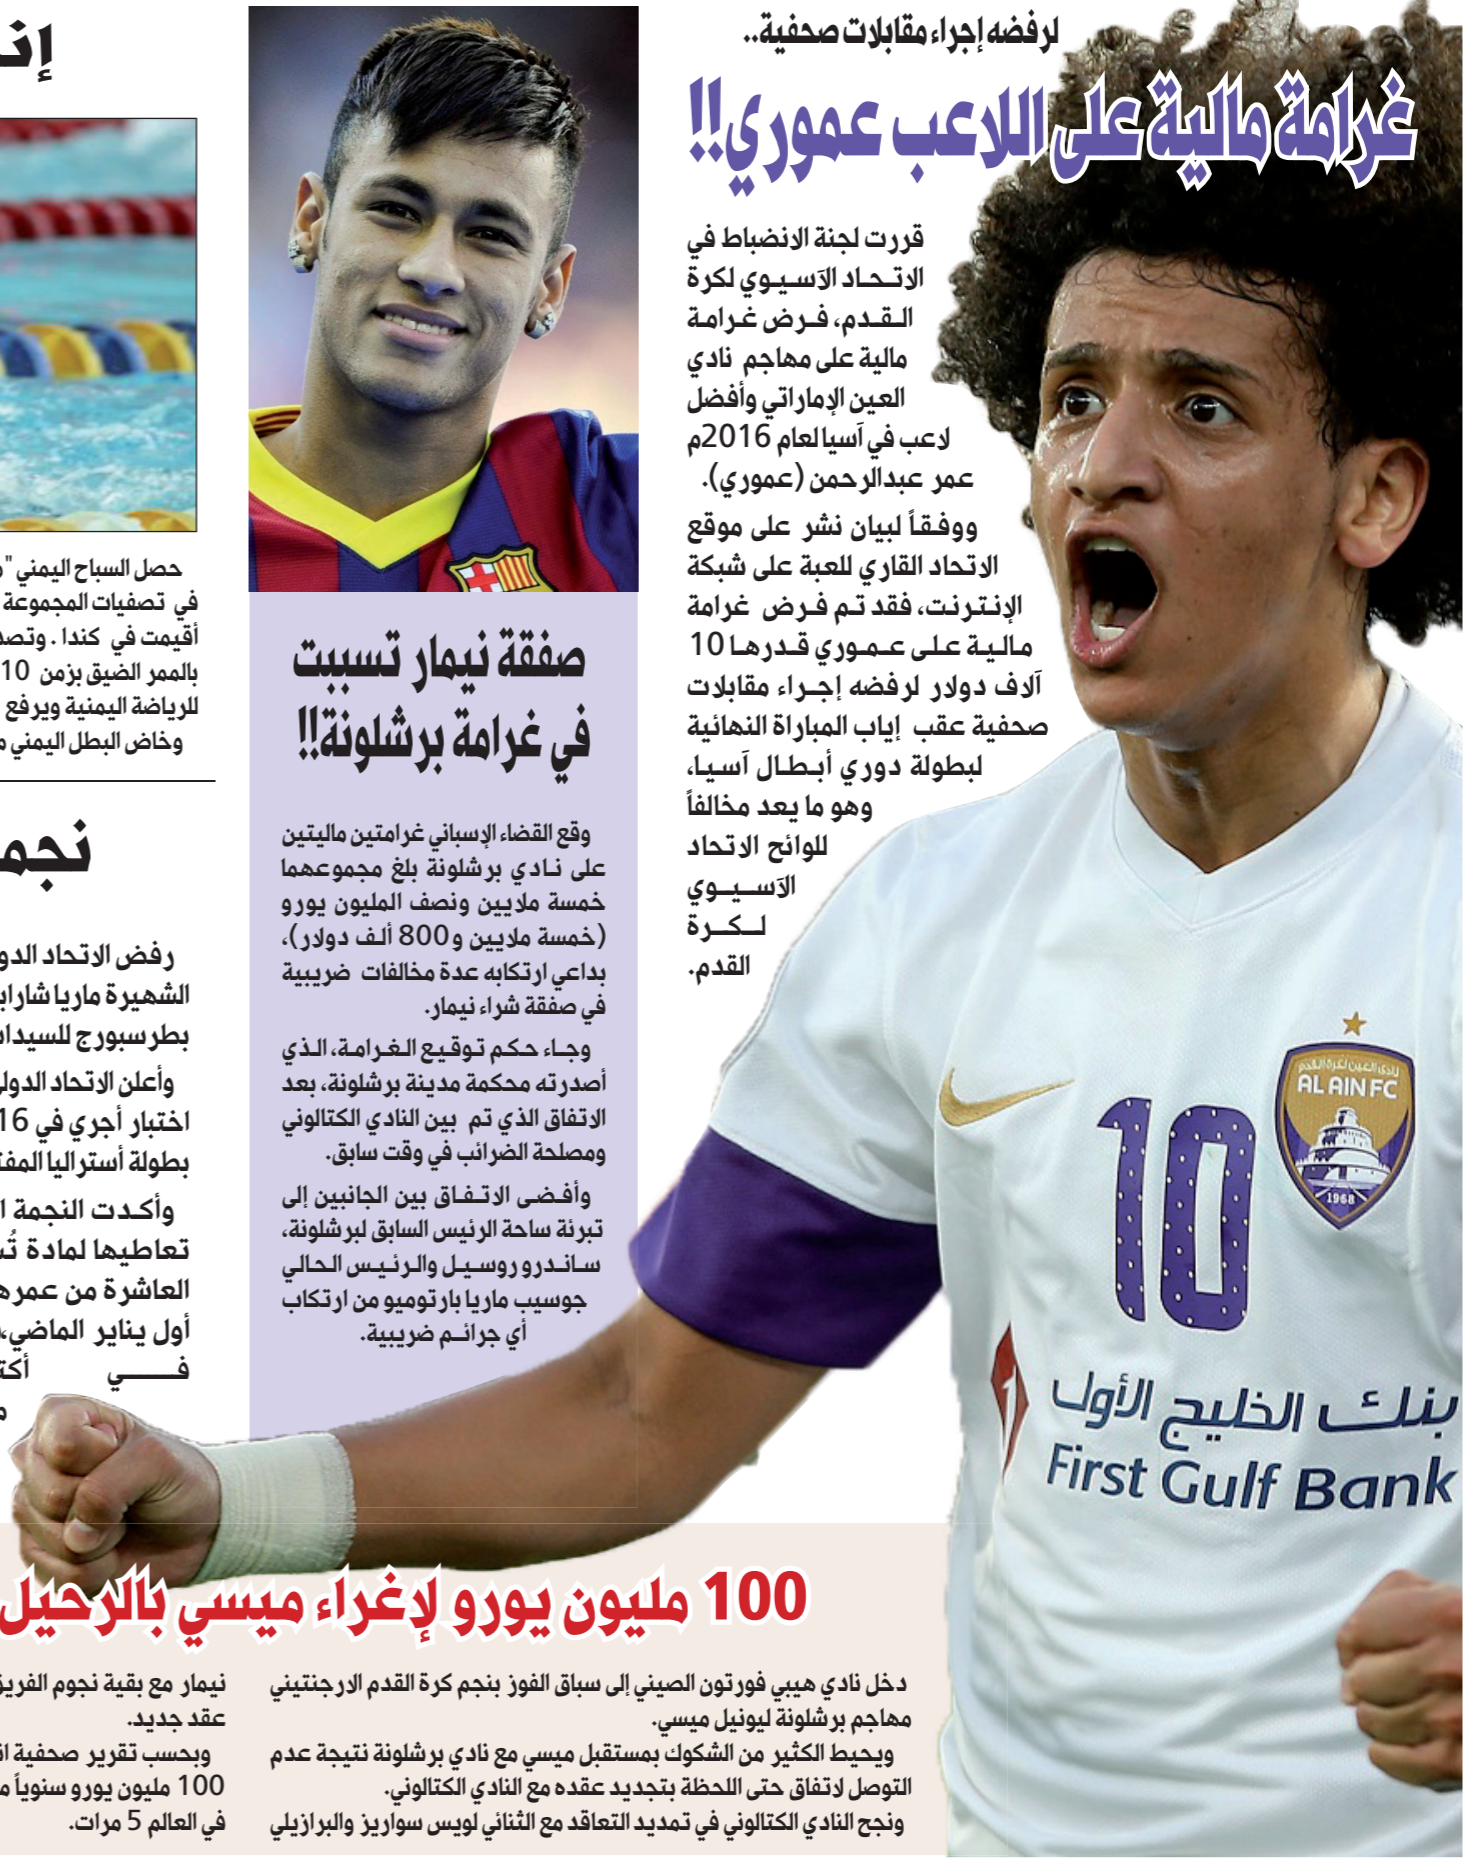 لرفضه إجراء مقابلات صحفية..
غرامة مالية على اللاعب عموري!!
قررت لجنة الانضباط في
الاتحاد الآسيوي لكرة
القدم، فرض غرامة
مالية على مهاجم نادي
العين الإماراتي وأفضل
لاعب في آسيا لعام 2016م
عمر عبدالرحمن (عموري).
ووفقاً لبيان نشر على موقع
الاتحاد القاري للعبة على شبكة
الإنترنت، فقد تم فرض غرامة
مالية على عموري قدرها 10
آلاف دولار لرفضه إجراء مقابلات
صحفية عقب إياب المباراة النهائية
لبطولة دوري أبطال آسيا،
وهو ما يعد مخالفاً
للوائح الاتحاد
الآسيوي
لكرة
القدم.
نادي العين لكرة القدم
AL AIN FC
1968
10
1
بنك الخليج الأول
First Gulf Bank
صفقة نيمار تسببت
في غرامة برشلونة!!
وقع القضاء الإسباني غرامتين ماليتين
على نادي برشلونة بلغ مجموعهما
خمسة ملايين ونصف المليون يورو
(خمسة ملايين و800 ألف دولار)،
بداعي ارتكابه عدة مخالفات ضريبية
في صفقة شراء نيمار.
وجاء حكم توقيع الغرامة، الذي
أصدرته محكمة مدينة برشلونة، بعد
الاتفاق الذي تم بين النادي الكتالوني
ومصلحة الضرائب في وقت سابق.
وأفضى الاتفاق بين الجانبين إلى
تبرئة ساحة الرئيس السابق لبرشلونة،
ساندرو روسيل والرئيس الحالي
جوسيب ماريا بارتوميو من ارتكاب
أي جرائم ضريبية.
حصل السباح اليمني "
في تصفيات المجموعة
أقيمت في كندا . وتصد
بالممر الضيق بزمن 10
للرياضة اليمنية ويرفع
وخاض البطل اليمني م
نجم
رفض الاتحاد الدو
الشهيرة ماريا شاراب
بطرسبورج للسيدا
وأعلن الاتحاد الدول
اختبار أجري في 16
بطولة أستراليا المف
وأكدت النجمة ا
تعاطيها لمادة تُ
العاشرة من عمره
أول يناير الماضي،
في أكت
م
100 مليون يورو لإغراء ميسي بالرحيل
دخل نادي هيبي فورتون الصيني إلى سباق الفوز بنجم كرة القدم الارجنتيني
مهاجم برشلونة ليونيل ميسي.
ويحيط الكثير من الشكوك بمستقبل ميسي مع نادي برشلونة نتيجة عدم
التوصل لاتفاق حتى اللحظة بتجديد عقده مع النادي الكتالوني.
ونجح النادي الكتالوني في تمديد التعاقد مع الثنائي لويس سواريز والبرازيلي
نيمار مع بقية نجوم الفريق
عقد جديد.
وبحسب تقرير صحفية ا
100 مليون يورو سنوياً م
في العالم 5 مرات.